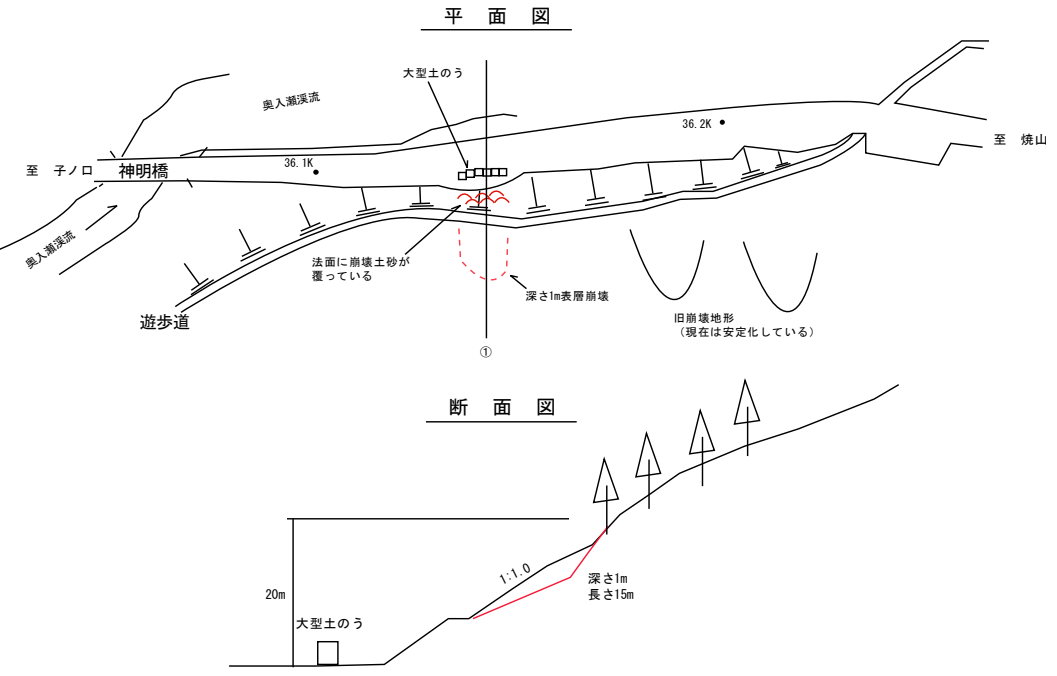 平 面 図
大型土のう
奥入瀬渓流
36.2K
至 焼山
至 子ノ口
神明橋
36.1K
奥入瀬渓流
法面に崩壊土砂が
覆っている
深さ1m表層崩壊
遊歩道
旧崩壊地形
（現在は安定化している）
①
断 面 図
1:1.0
深さ1m
長さ15m
20m
大型土のう